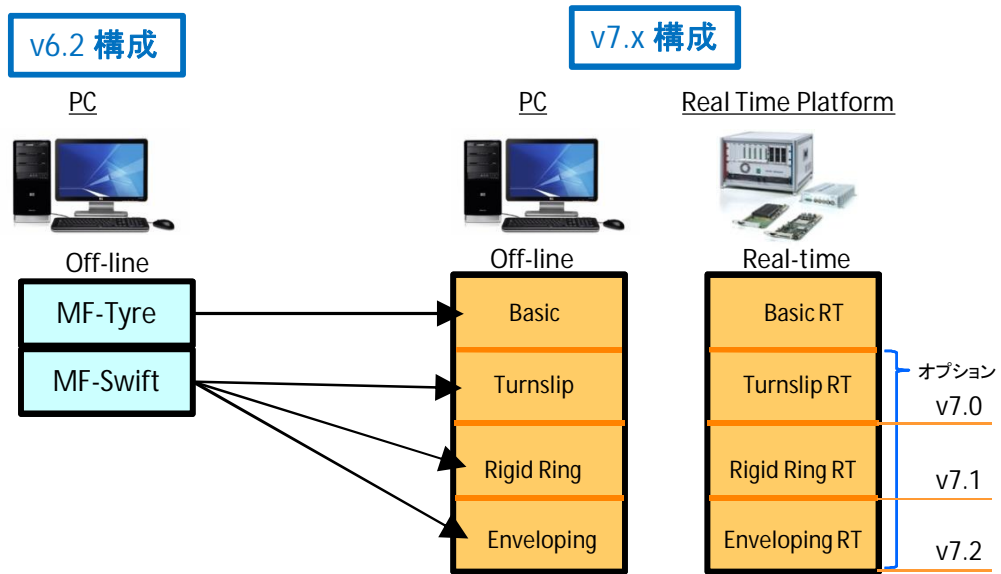 v6.2 構成
v7.x 構成
PC
PC
Real Time Platform
Off-line
Off-line
Real-time
MF-Tyre
Basic
Basic RT
MF-Swift
Turnslip
Turnslip RT
オプション
v7.0
Rigid Ring
Rigid Ring RT
v7.1
Enveloping
Enveloping RT
v7.2